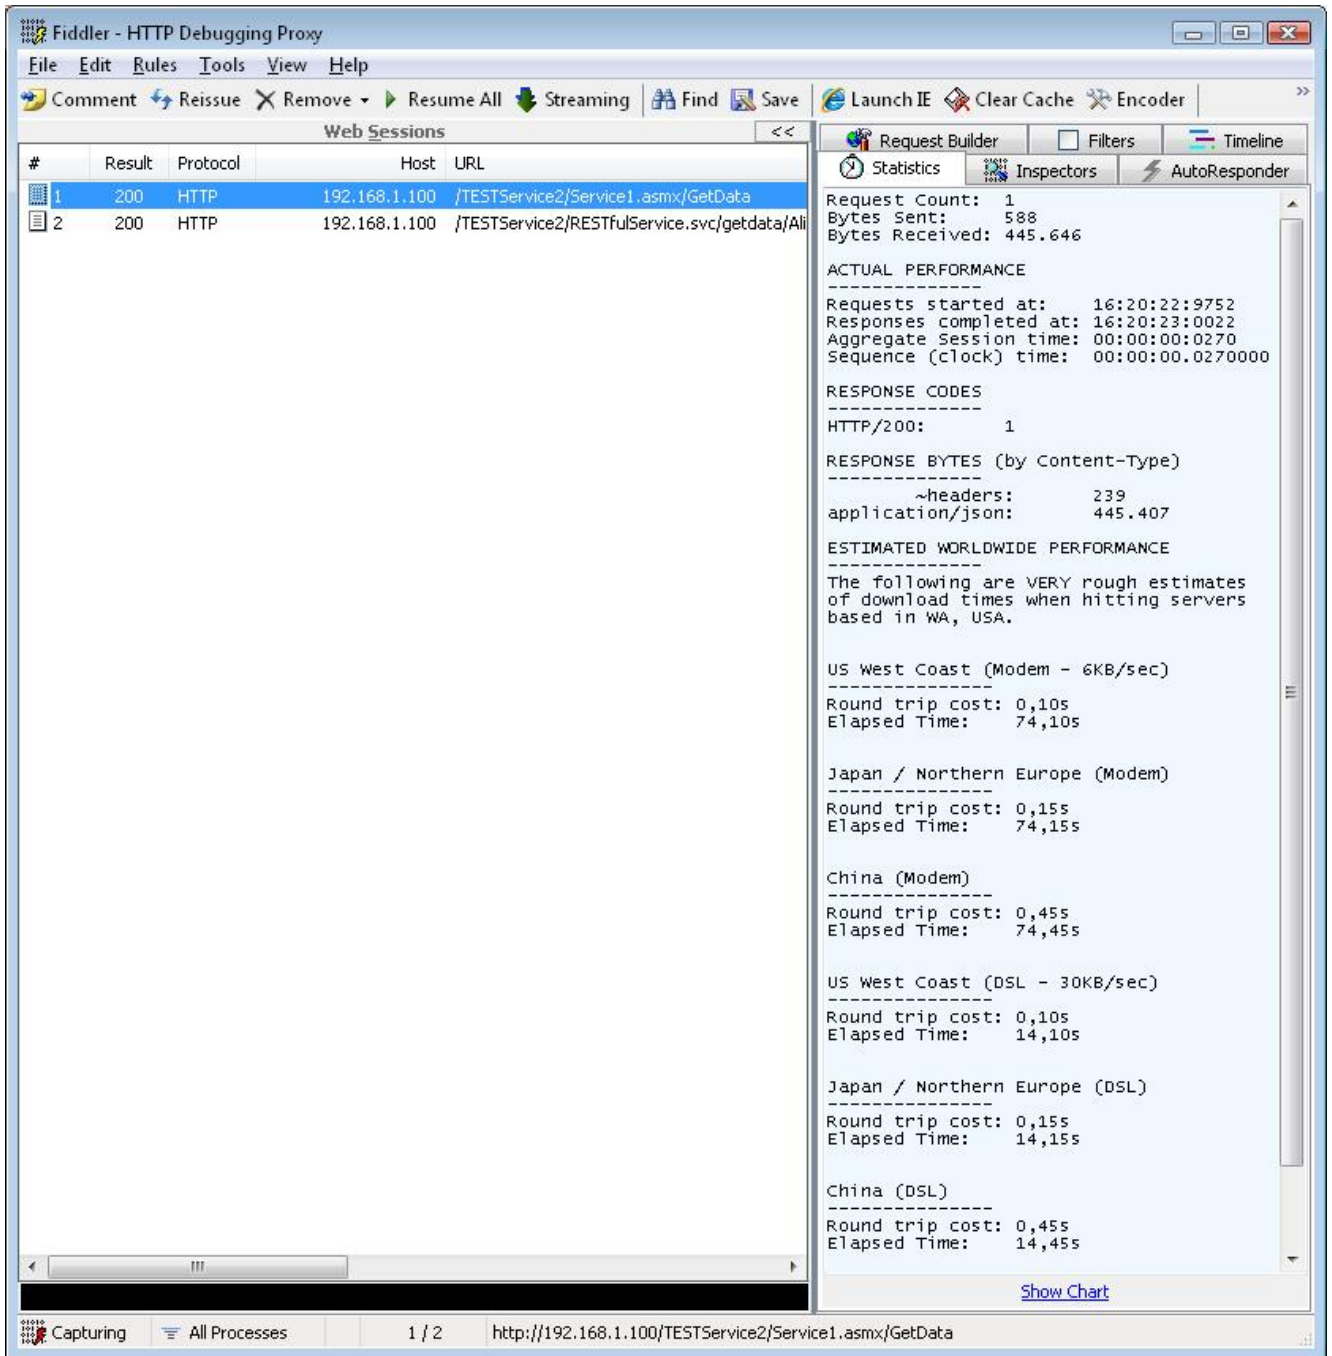 Fiddler - HTTP Debugging Proxy
File Edit Rules Tools View Help
Comment Reissue Remove Resume All Streaming Find Save Launch IE Clear Cache Encoder >>
Web Sessions <<
# Result Protocol Host URL
1 200 HTTP 192.168.1.100 /TESTService2/Service1.asmx/GetData
2 200 HTTP 192.168.1.100 /TESTService2/RESTfulService.svc/getdata/Ali
Request Builder Filters Timeline
Statistics Inspectors AutoResponder
Request Count: 1
Bytes Sent: 588
Bytes Received: 445.646
ACTUAL PERFORMANCE
--------------
Requests started at: 16:20:22:9752
Responses completed at: 16:20:23:0022
Aggregate Session time: 00:00:00:0270
Sequence (clock) time: 00:00:00.0270000
RESPONSE CODES
--------------
HTTP/200: 1
RESPONSE BYTES (by Content-Type)
--------------
~headers: 239
application/json: 445.407
ESTIMATED WORLDWIDE PERFORMANCE
--------------
The following are VERY rough estimates
of download times when hitting servers
based in WA, USA.
US West Coast (Modem - 6KB/sec)
---------------
Round trip cost: 0,10s
Elapsed Time: 74,10s
Japan / Northern Europe (Modem)
---------------
Round trip cost: 0,15s
Elapsed Time: 74,15s
China (Modem)
---------------
Round trip cost: 0,45s
Elapsed Time: 74,45s
US West Coast (DSL - 30KB/sec)
---------------
Round trip cost: 0,10s
Elapsed Time: 14,10s
Japan / Northern Europe (DSL)
---------------
Round trip cost: 0,15s
Elapsed Time: 14,15s
China (DSL)
---------------
Round trip cost: 0,45s
Elapsed Time: 14,45s
Show Chart
Capturing All Processes 1 / 2 http://192.168.1.100/TESTService2/Service1.asmx/GetData